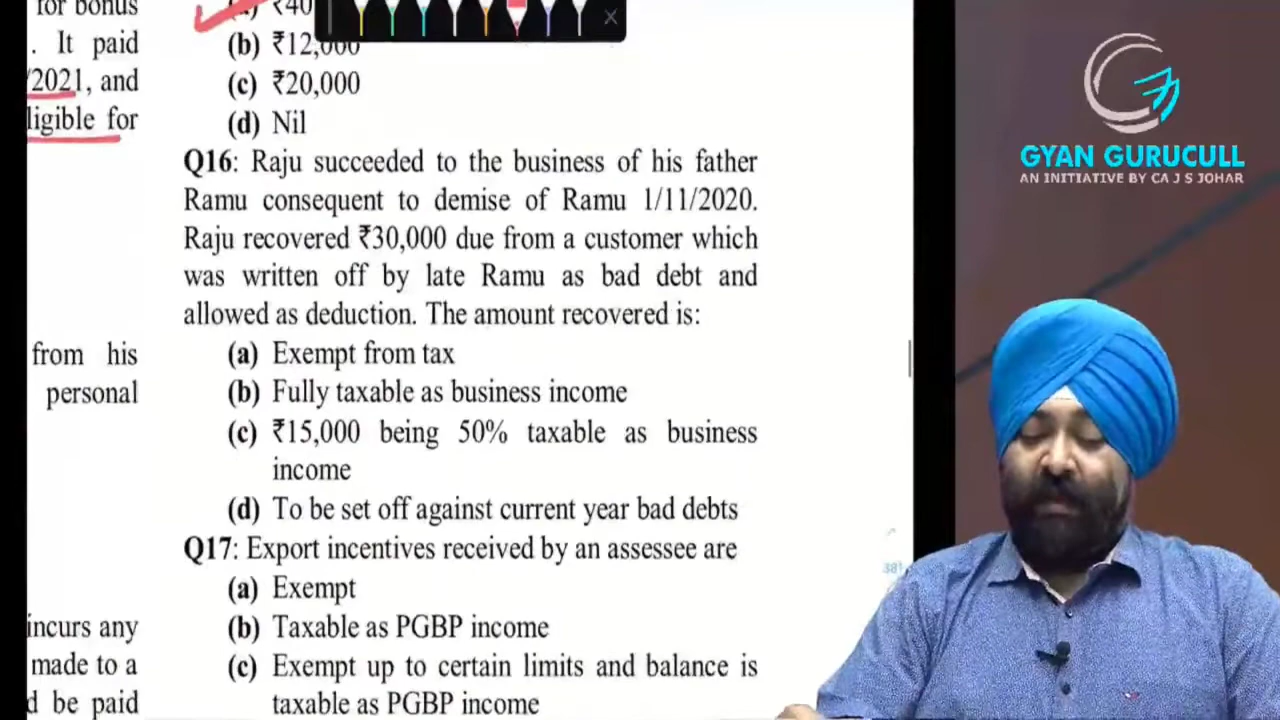 for bonus
. It paid
/2021, and
ligible for
from his
personal
incurs any
made to a
d be paid
₹40
(b) ₹12,000
(c) ₹20,000
(d) Nil
Q16: Raju succeeded to the business of his father
Ramu consequent to demise of Ramu 1/11/2020.
Raju recovered ₹30,000 due from a customer which
was written off by late Ramu as bad debt and
allowed as deduction. The amount recovered is:
(a) Exempt from tax
(b) Fully taxable as business income
(c) ₹15,000 being 50% taxable as business
income
(d) To be set off against current year bad debts
Q17: Export incentives received by an assessee are
(a) Exempt
(b) Taxable as PGBP income
(c) Exempt up to certain limits and balance is
taxable as PGBP income
GYAN GURUCULL
AN INITIATIVE BY CA J S JOHAR